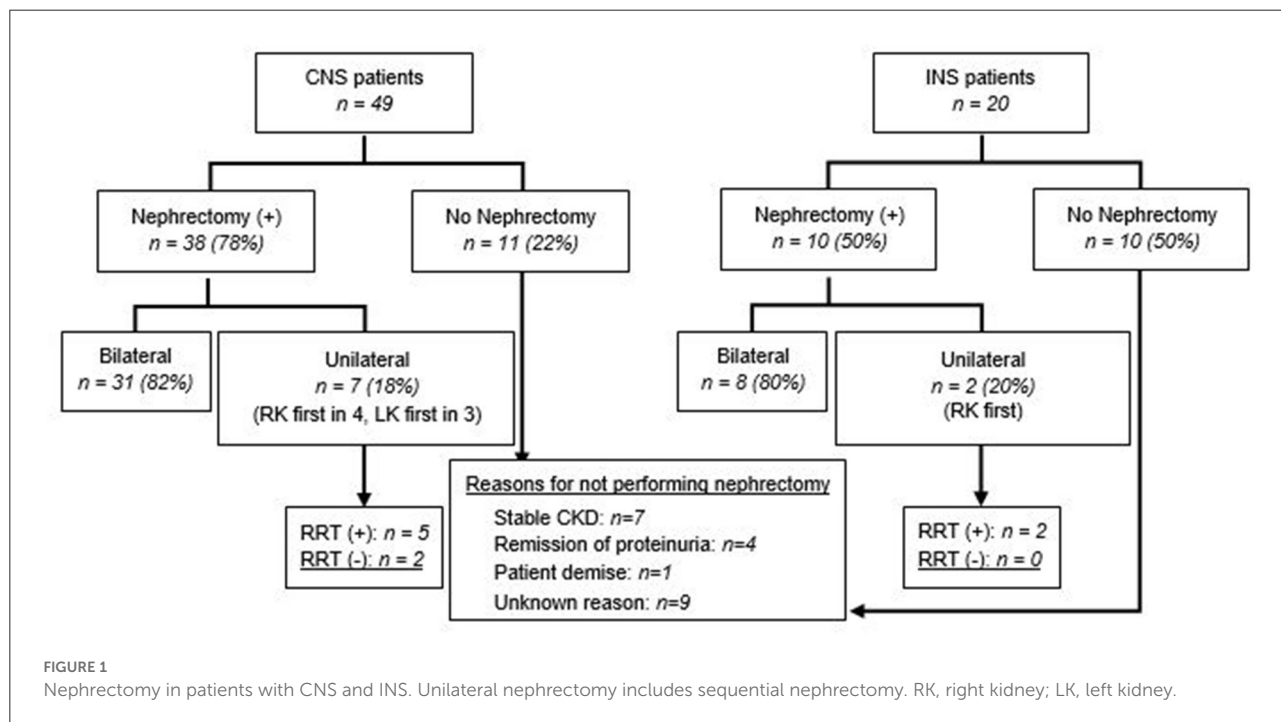 CNS patients
n = 49
INS patients
n = 20
Nephrectomy (+)
n = 38 (78%)
No Nephrectomy
n = 11 (22%)
Nephrectomy (+)
n = 10 (50%)
No Nephrectomy
n = 10 (50%)
Bilateral
n = 31 (82%)
Unilateral
n = 7 (18%)
(RK first in 4, LK first in 3)
Bilateral
n = 8 (80%)
Unilateral
n = 2 (20%)
(RK first)
RRT (+): n = 5
RRT (-): n = 2
Reasons for not performing nephrectomy
Stable CKD: n=7
Remission of proteinuria: n=4
Patient demise: n=1
Unknown reason: n=9
RRT (+): n = 2
RRT (-): n = 0
FIGURE 1
Nephrectomy in patients with CNS and INS. Unilateral nephrectomy includes sequential nephrectomy. RK, right kidney; LK, left kidney.